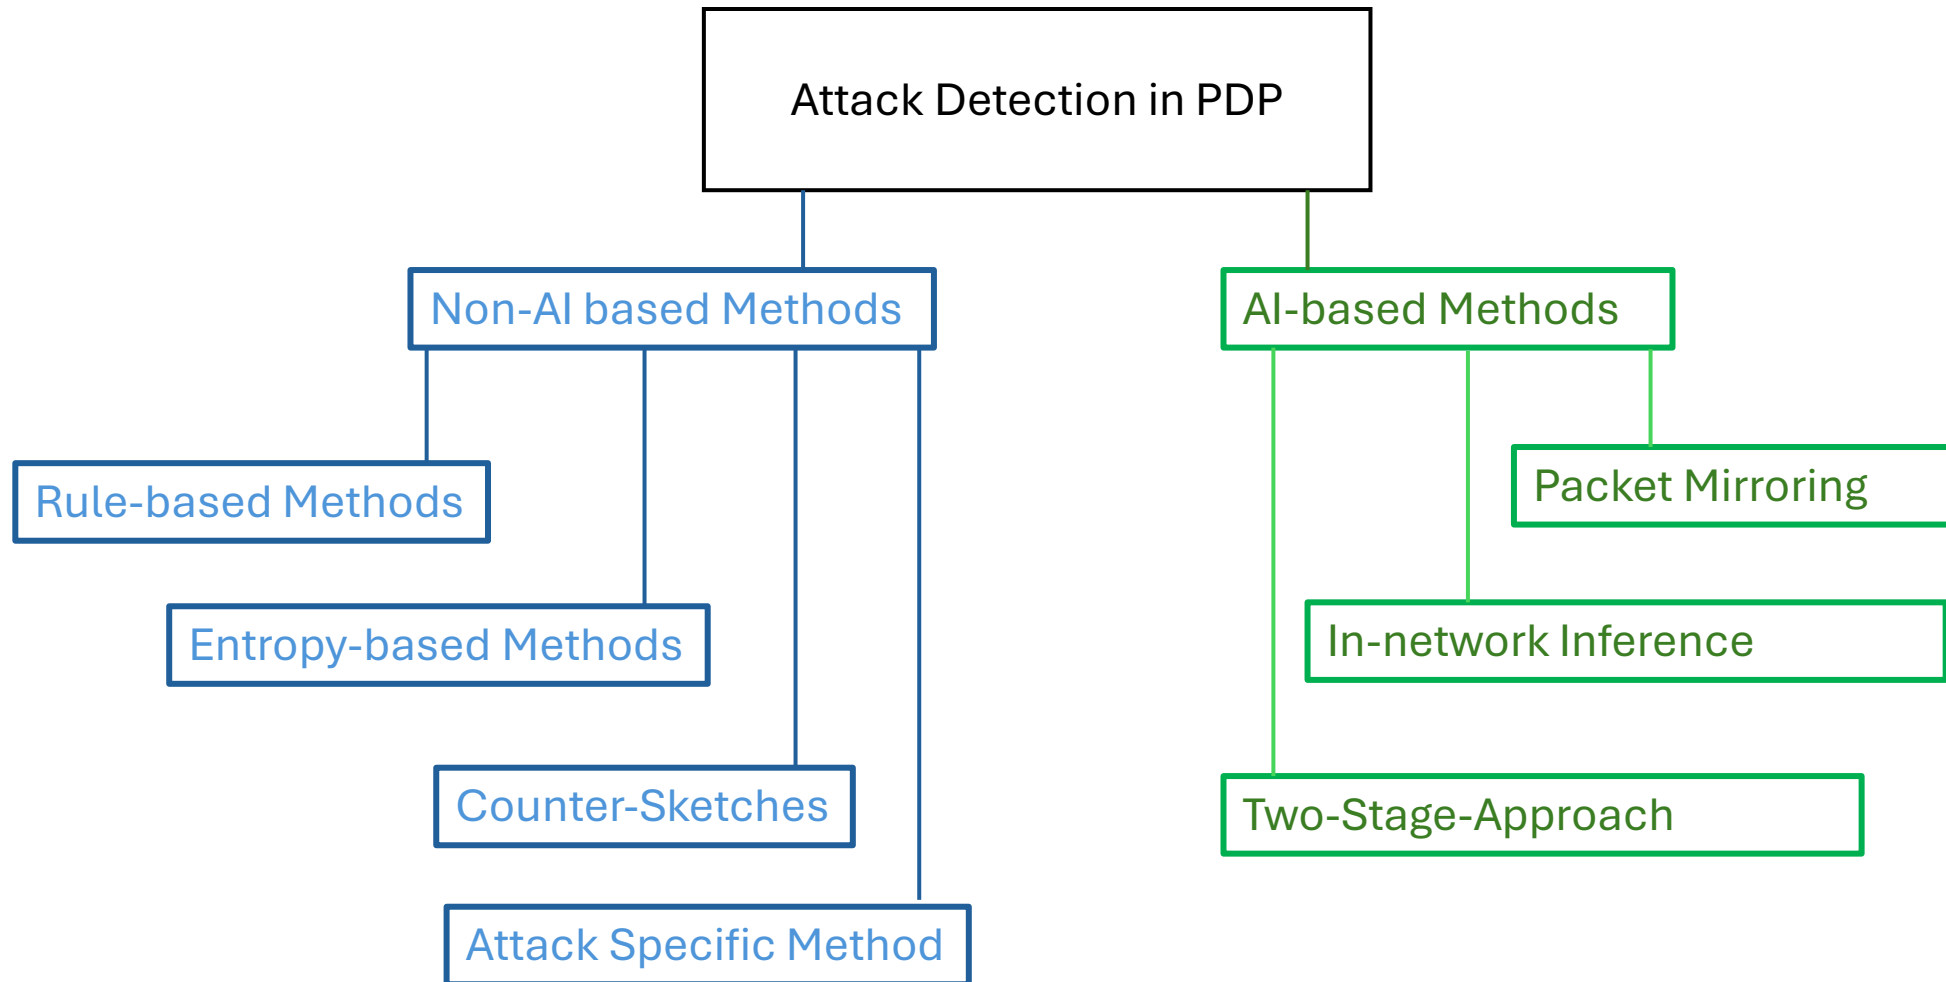 Attack Detection in PDP
Non-AI based Methods
AI-based Methods
Rule-based Methods
Packet Mirroring
Entropy-based Methods
In-network Inference
Counter-Sketches
Two-Stage-Approach
Attack Specific Method